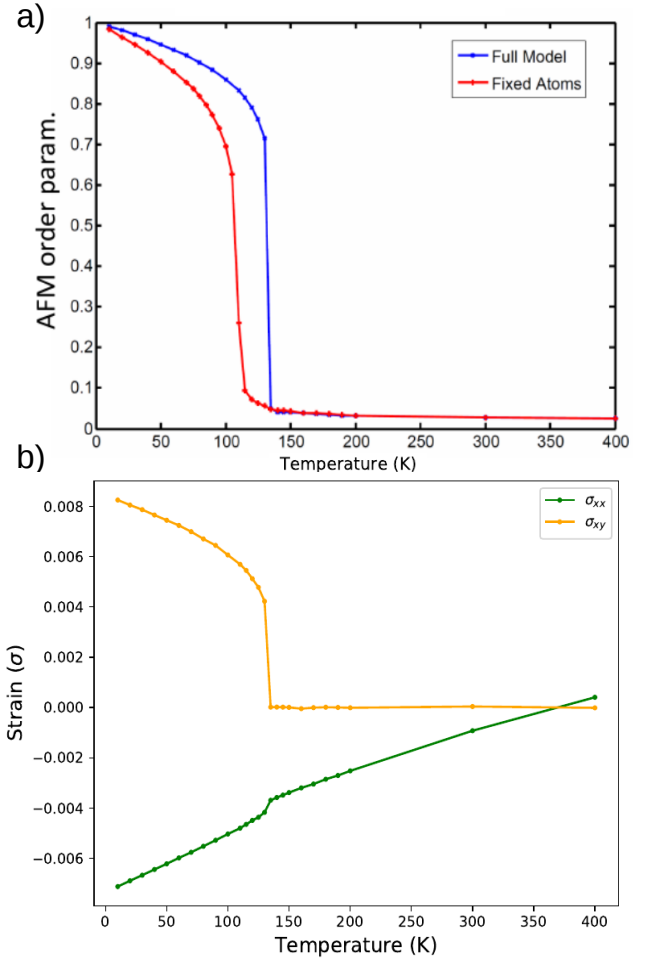 a)
1
0.9
0.8
0.7
0.6
0.5
0.4
0.3
0.2
0.1
0
AFM order param.
Full Model
Fixed Atoms
0 50 100 150 200 250 300 350 400
Temperature (K)
b)
0.008
0.006
0.004
0.002
0.000
−0.002
−0.004
−0.006
Strain (σ)
σxx
σxy
0 50 100 150 200 250 300 350 400
Temperature (K)